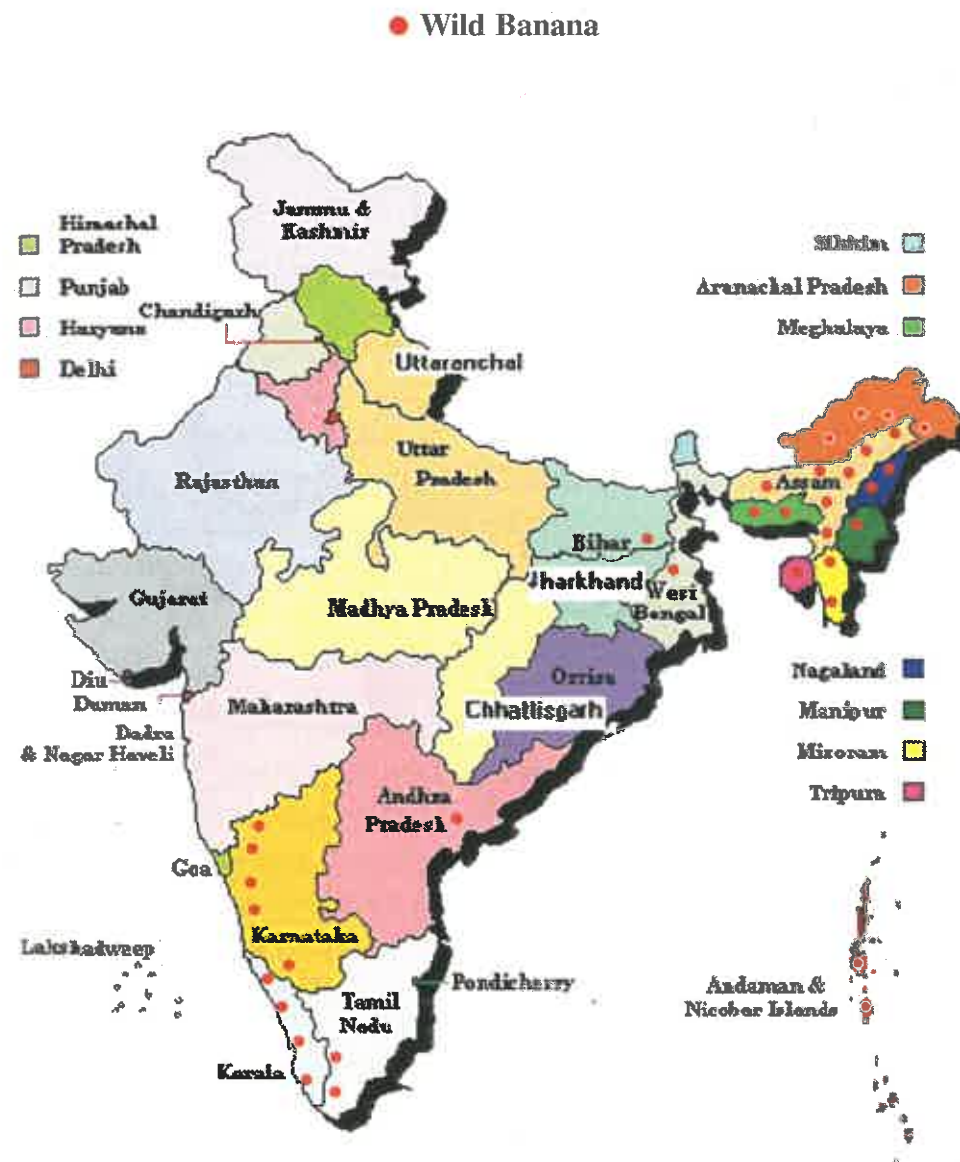 Wild Banana
Jammu &
Kashmir
Himachal
Pradesh
Punjab
Haryana
Delhi
Chandigarh
Uttaranchal
Sikkim
Arunachal Pradesh
Meghalaya
Rajasthan
Uttar
Pradesh
Assam
Bihar
Jharkhand
West
Bengal
Gujarat
Madhya Pradesh
Diu
Daman
Dadra
& Nagar Haveli
Maharashtra
Orrisa
Chhattisgarh
Nagaland
Manipur
Mizoram
Tripura
Andhra
Pradesh
Goa
Karnataka
Lakshadweep
Pondicharry
Tamil
Nadu
Kerala
Andaman &
Nicobar Islands